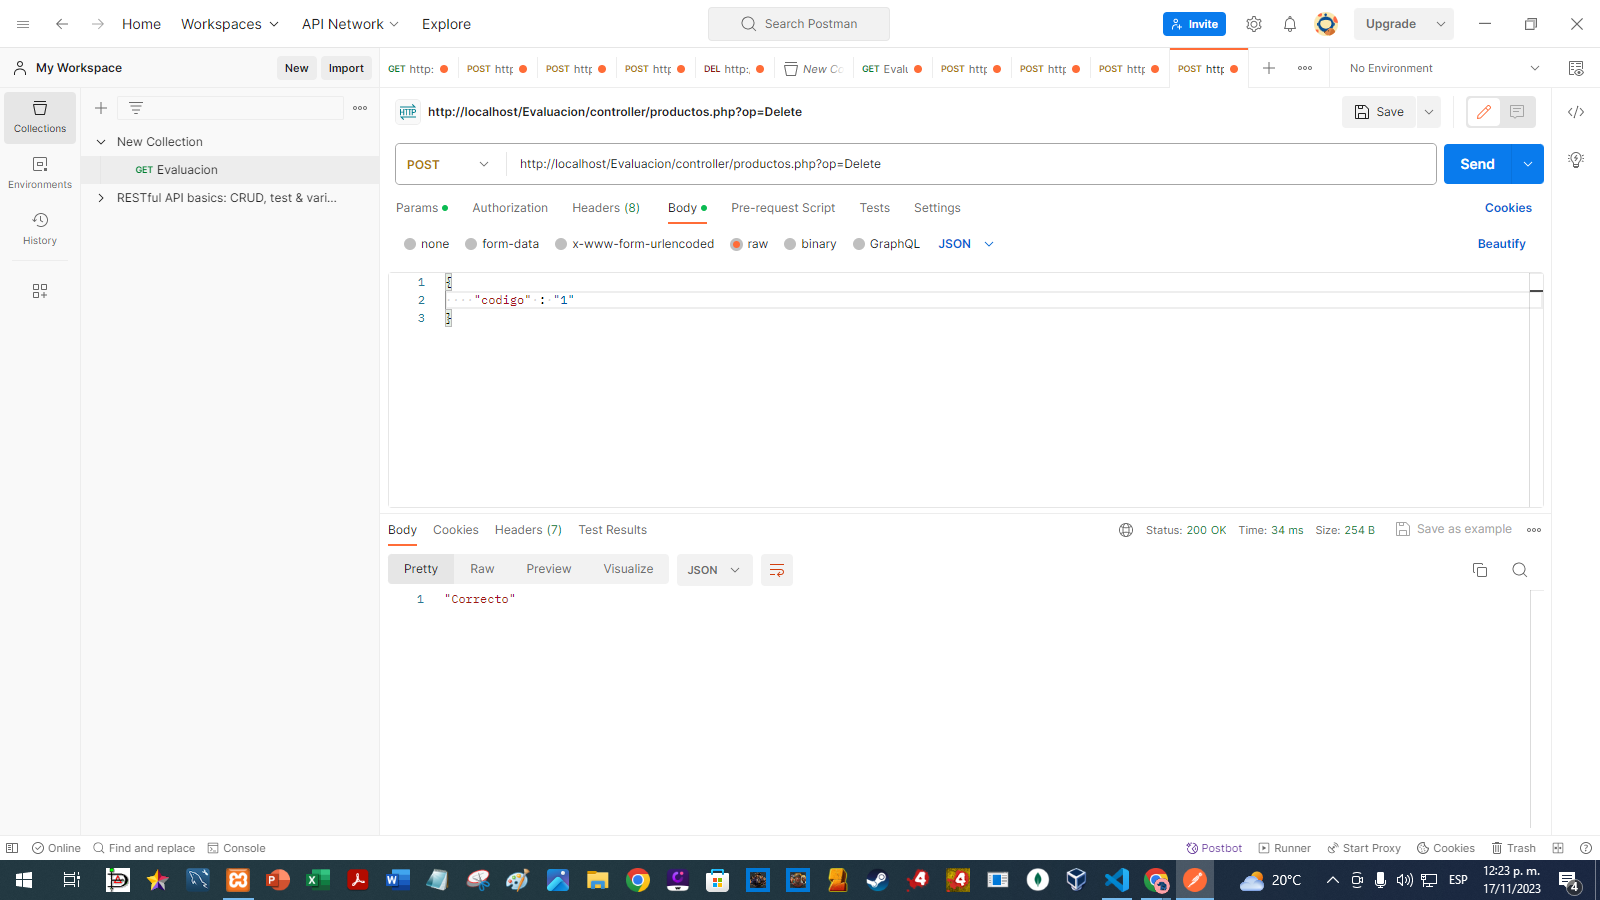 Home Workspaces API Network Explore Search Postman Invite Upgrade
My Workspace New Import GET http: POST http POST http POST http DEL http: New Co GET Evalu POST http POST http POST http POST http No Environment
Collections
Environments
History
New Collection
GET Evaluacion
RESTful API basics: CRUD, test & vari...
HTTP http://localhost/Evaluacion/controller/productos.php?op=Delete Save
POST http://localhost/Evaluacion/controller/productos.php?op=Delete Send
Params Authorization Headers (8) Body Pre-request Script Tests Settings Cookies
none form-data x-www-form-urlencoded raw binary GraphQL JSON Beautify
1 {
2 "codigo" : "1"
3 }
Body Cookies Headers (7) Test Results Status: 200 OK Time: 34 ms Size: 254 B Save as example
Pretty Raw Preview Visualize JSON
1 "Correcto"
Online Find and replace Console Postbot Runner Start Proxy Cookies Trash
20°C ESP 12:23 p. m.
17/11/2023 4